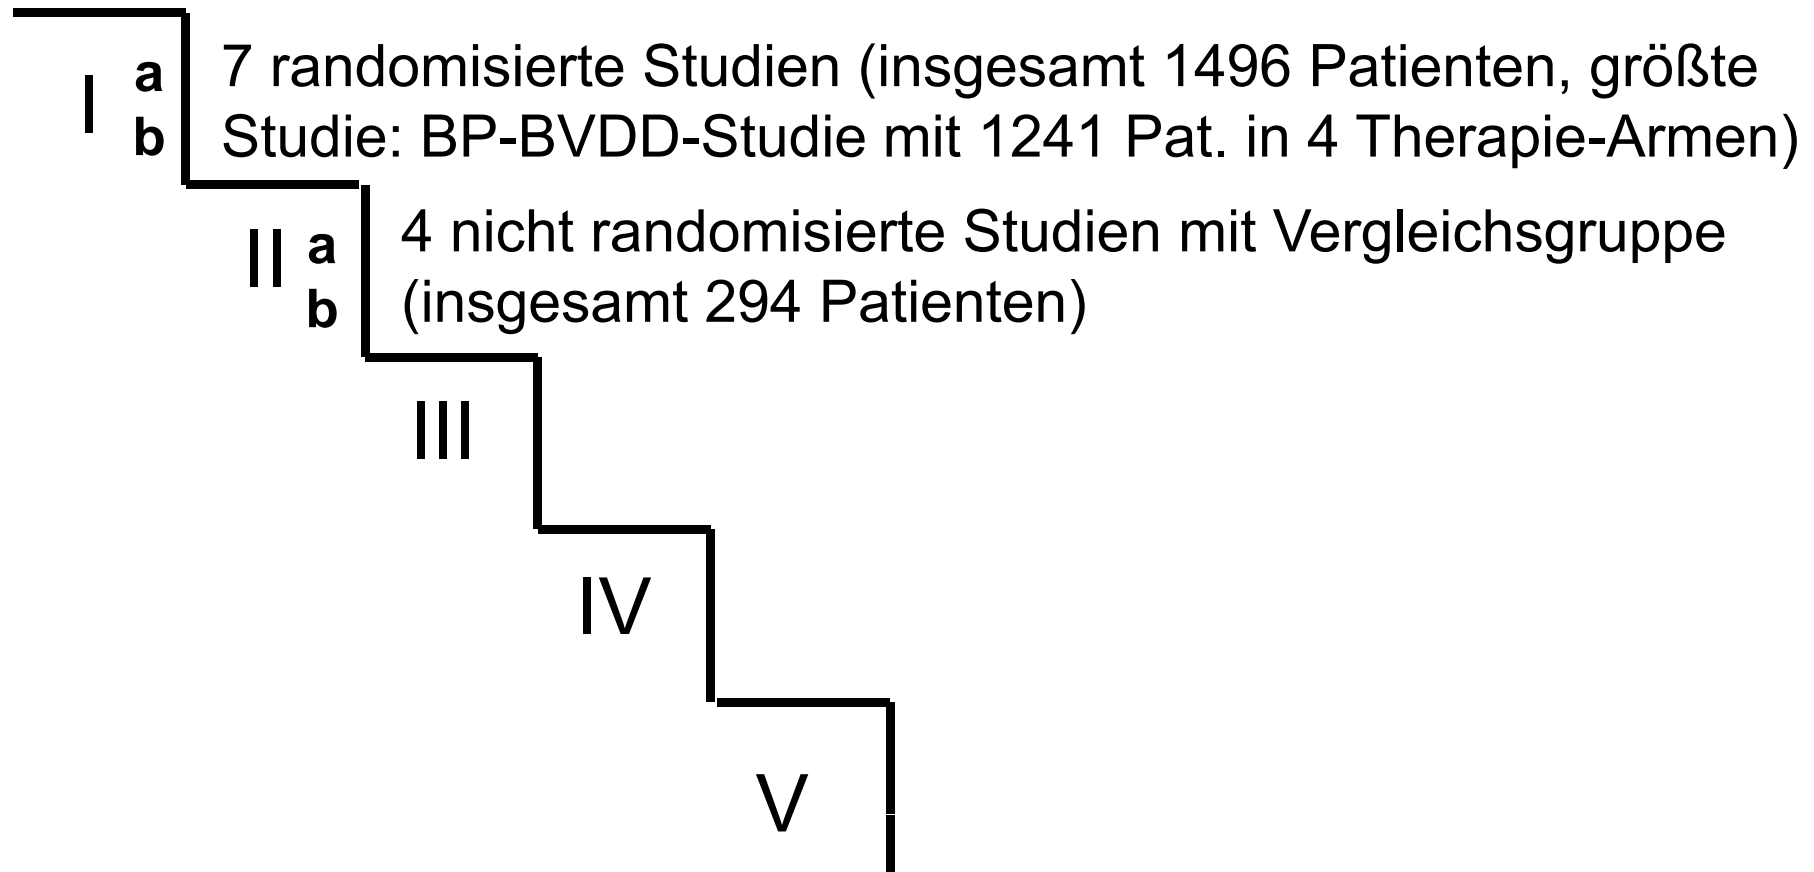 I a b
7 randomisierte Studien (insgesamt 1496 Patienten, größte
Studie: BP-BVDD-Studie mit 1241 Pat. in 4 Therapie-Armen)
II a b
4 nicht randomisierte Studien mit Vergleichsgruppe
(insgesamt 294 Patienten)
III
IV
V